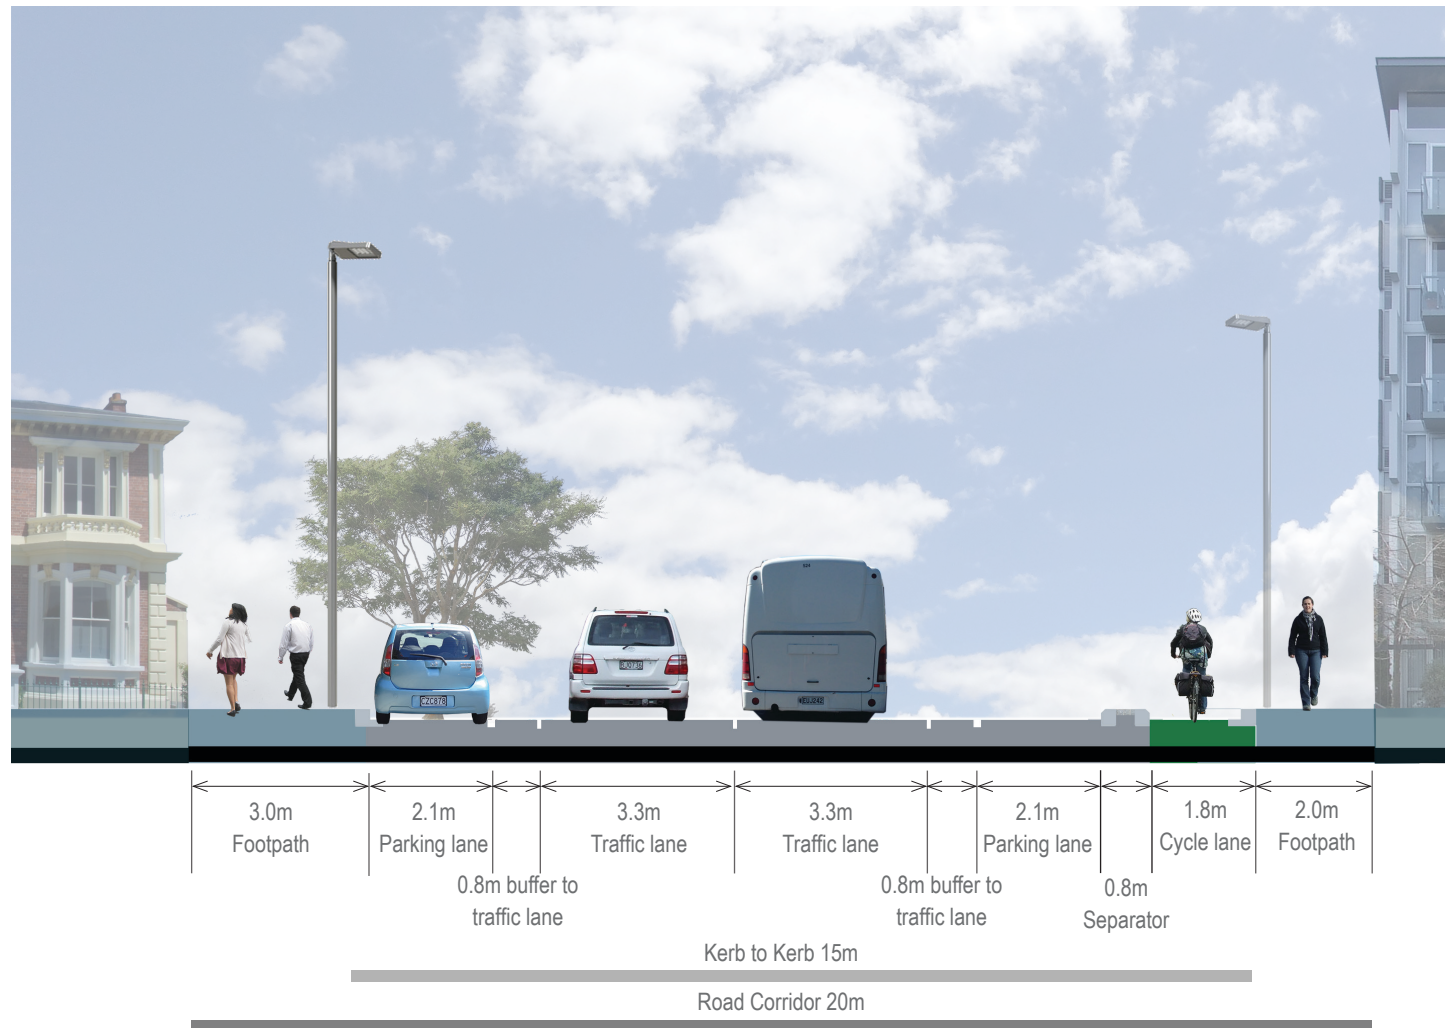 CZC878
3.0m
Footpath
2.1m
Parking lane
0.8m buffer to
traffic lane
3.3m
Traffic lane
3.3m
Traffic lane
0.8m buffer to
traffic lane
2.1m
Parking lane
0.8m
Separator
1.8m
Cycle lane
2.0m
Footpath
Kerb to Kerb 15m
Road Corridor 20m